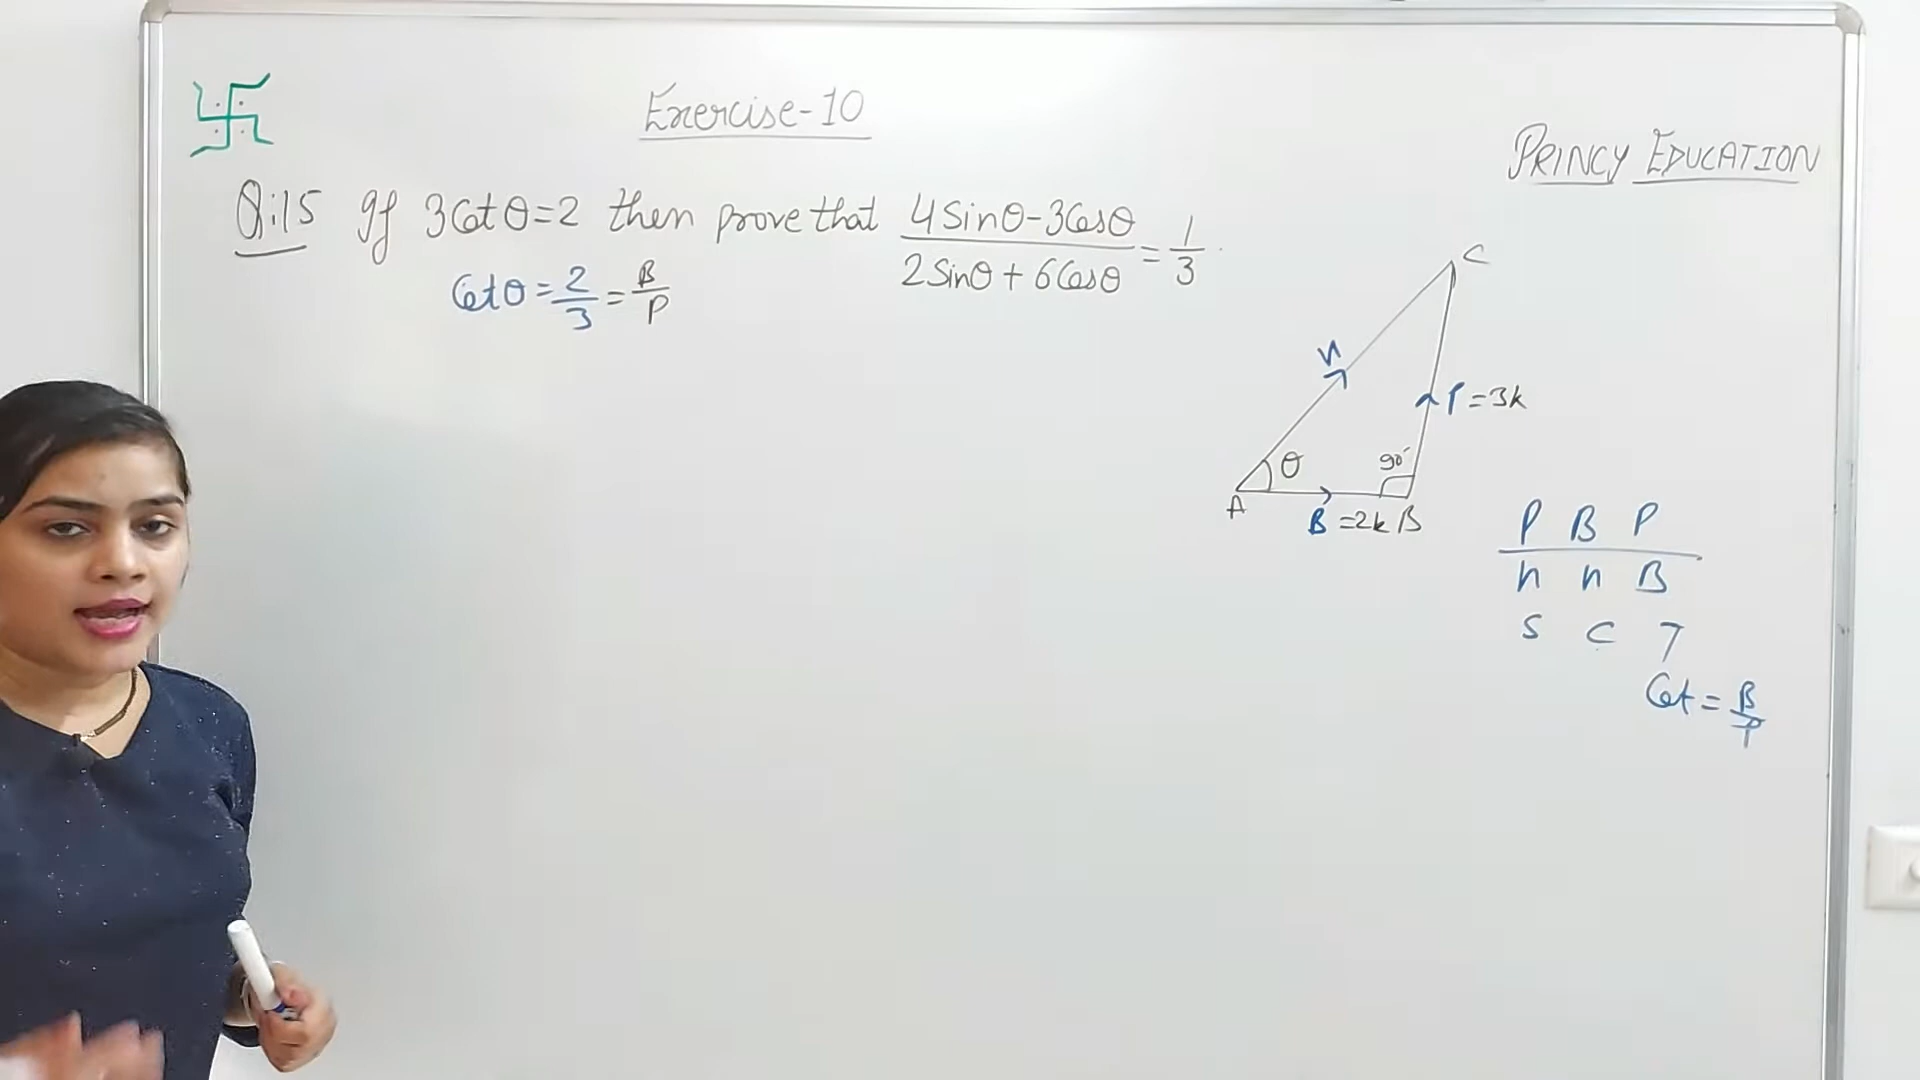 Exercise-10
PRINCY EDUCATION
Q:15 If 3Cotθ=2 then prove that (4Sinθ-3Cosθ)/(2Sinθ+6Cosθ) = 1/3
Cotθ = 2/3 = B/P
C
h
P=3k
θ
90°
A
B=2k B
P B P
h h B
S C T
Cot = B/P